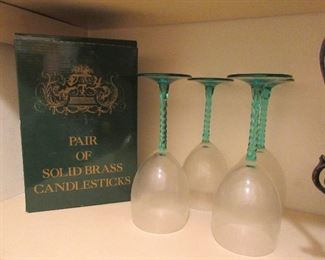 PAIR
OF
SOLID BRASS
CANDLESTICKS